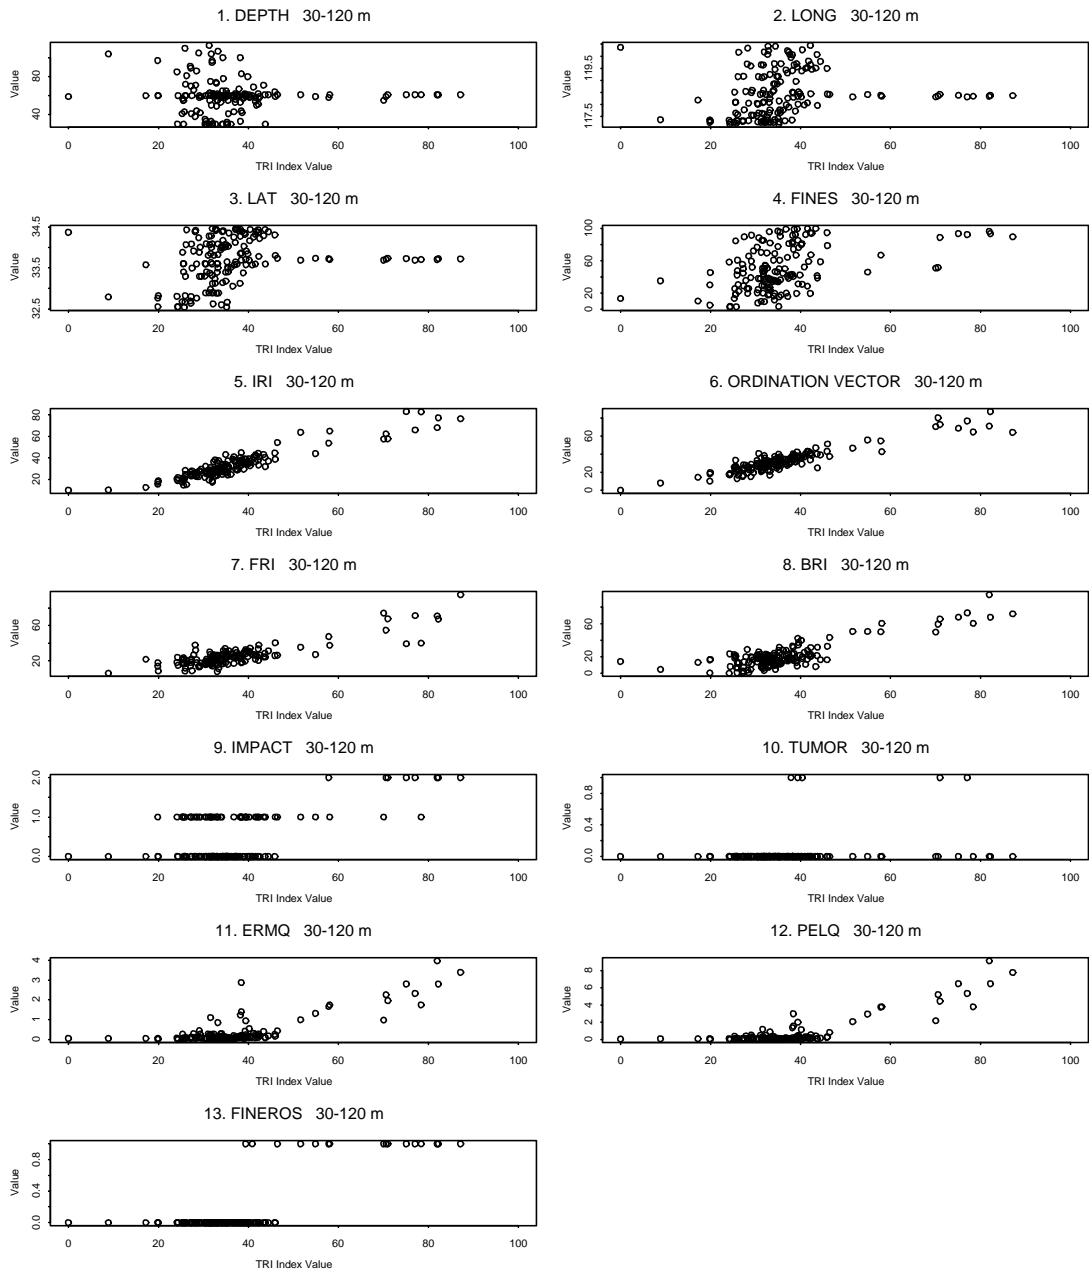 1. DEPTH 30-120 m
Value
40 80
0 20 40 60 80 100
TRI Index Value
2. LONG 30-120 m
Value
117.5 119.5
0 20 40 60 80 100
TRI Index Value
3. LAT 30-120 m
Value
32.5 33.5 34.5
0 20 40 60 80 100
TRI Index Value
4. FINES 30-120 m
Value
0 20 60 100
0 20 40 60 80 100
TRI Index Value
5. IRI 30-120 m
Value
20 40 60 80
0 20 40 60 80 100
TRI Index Value
6. ORDINATION VECTOR 30-120 m
Value
0 20 60
0 20 40 60 80 100
TRI Index Value
7. FRI 30-120 m
Value
20 60
0 20 40 60 80 100
TRI Index Value
8. BRI 30-120 m
Value
0 20 60
0 20 40 60 80 100
TRI Index Value
9. IMPACT 30-120 m
Value
0.0 1.0 2.0
0 20 40 60 80 100
TRI Index Value
10. TUMOR 30-120 m
Value
0.0 0.4 0.8
0 20 40 60 80 100
TRI Index Value
11. ERMQ 30-120 m
Value
0 1 2 3 4
0 20 40 60 80 100
TRI Index Value
12. PELQ 30-120 m
Value
0 2 4 6 8
0 20 40 60 80 100
TRI Index Value
13. FINEROS 30-120 m
Value
0.0 0.4 0.8
0 20 40 60 80 100
TRI Index Value